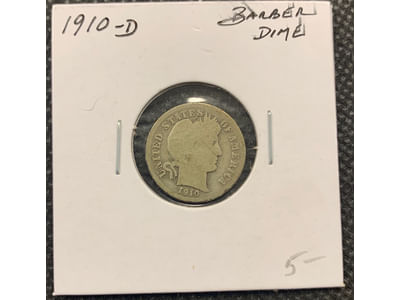 1910-D
BARBER
DIME
UNITED STATES OF AMERICA
1910
5-